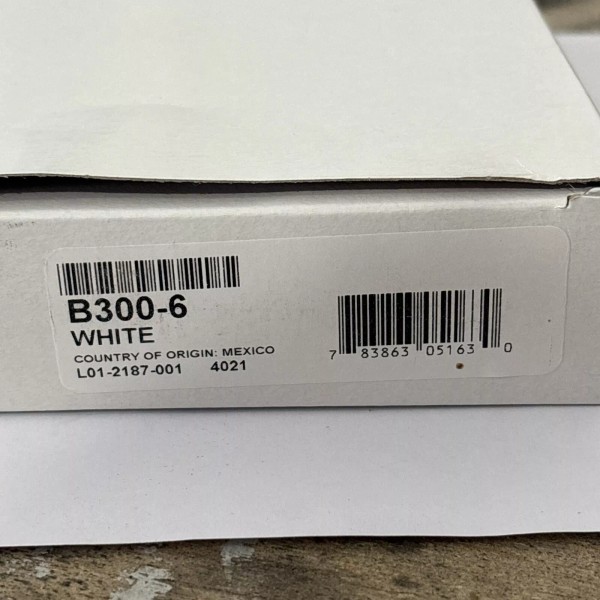 B300-6
WHITE
COUNTRY OF ORIGIN: MEXICO
L01-2187-001 4021
7 83863 05163 0